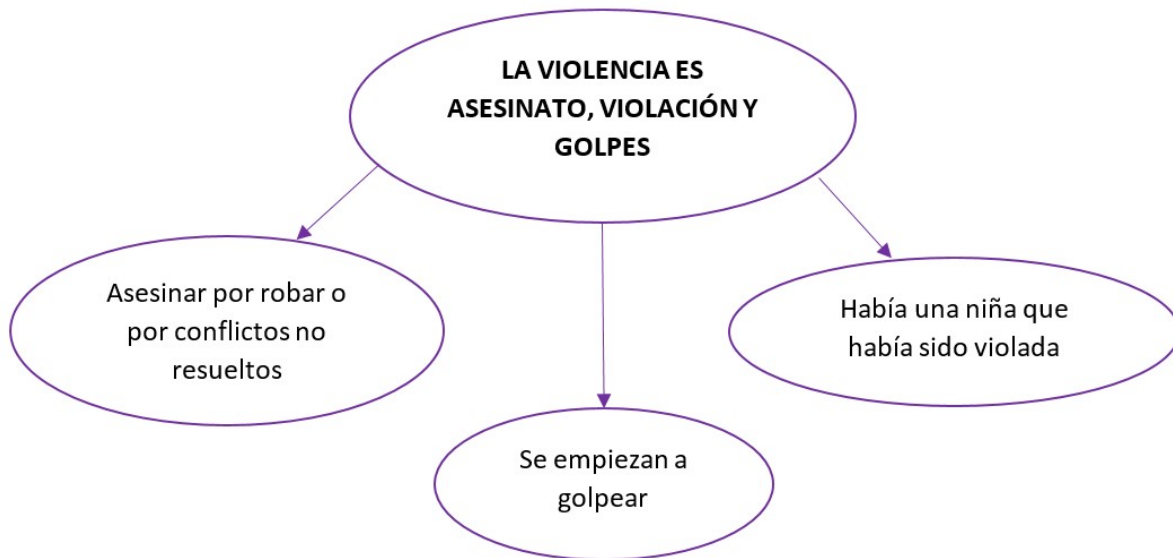 LA VIOLENCIA ES
ASESINATO, VIOLACIÓN Y
GOLPES
Asesinar por robar o
por conflictos no
resueltos
Se empiezan a
golpear
Había una niña que
había sido violada